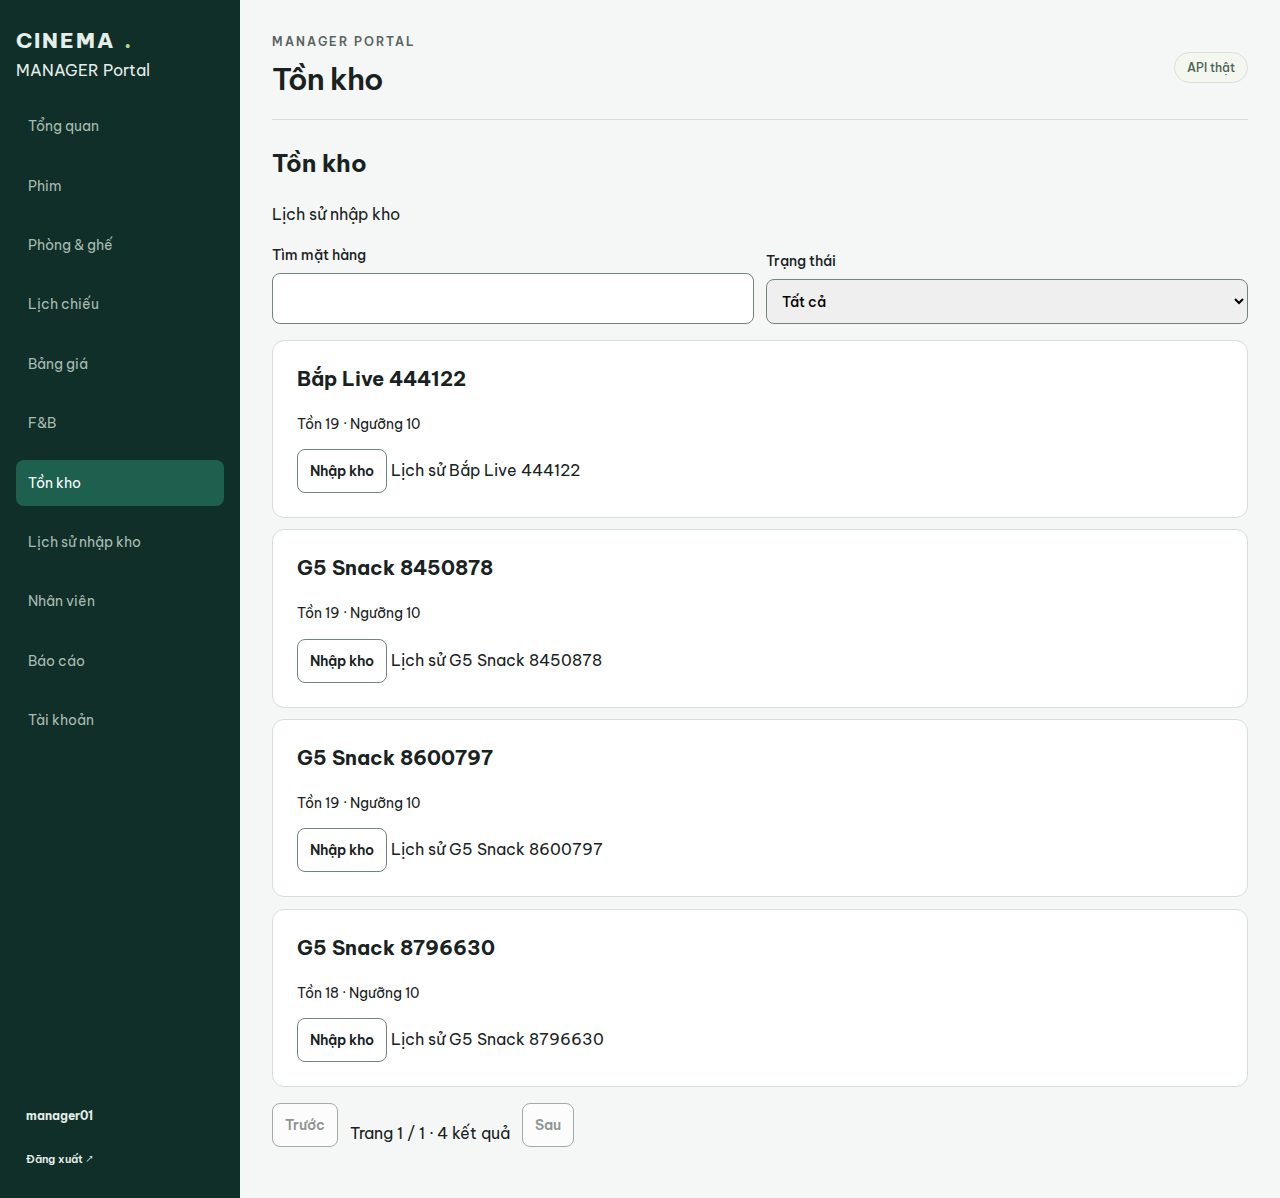 CINEMA .
MANAGER Portal
Tổng quan
Phim
Phòng & ghế
Lịch chiếu
Bảng giá
F&B
Tồn kho
Lịch sử nhập kho
Nhân viên
Báo cáo
Tài khoản
manager01
Đăng xuất ↗
MANAGER PORTAL
Tồn kho
API thật
Tồn kho
Lịch sử nhập kho
Tìm mặt hàng
Trạng thái
Tất cả
Bắp Live 444122
Tồn 19 · Ngưỡng 10
Nhập kho Lịch sử Bắp Live 444122
G5 Snack 8450878
Tồn 19 · Ngưỡng 10
Nhập kho Lịch sử G5 Snack 8450878
G5 Snack 8600797
Tồn 19 · Ngưỡng 10
Nhập kho Lịch sử G5 Snack 8600797
G5 Snack 8796630
Tồn 18 · Ngưỡng 10
Nhập kho Lịch sử G5 Snack 8796630
Trước Trang 1 / 1 · 4 kết quả Sau